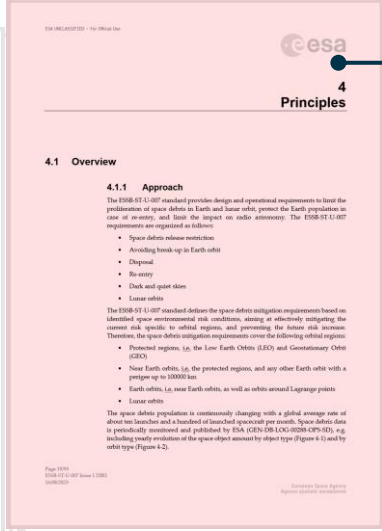 ESA UNCLASSIFIED – For Official Use
esa
4
Principles
4.1 Overview
4.1.1 Approach
The ESSB-ST-U-007 standard provides design and operational requirements to limit the
proliferation of space debris in Earth and lunar orbit, protect the Earth population in
case of re-entry, and limit the impact on radio astronomy. The ESSB-ST-U-007
requirements are organized as follows:
• Space debris release restriction
• Avoiding break-up in Earth orbit
• Disposal
• Re-entry
• Dark and quiet skies
• Lunar orbits
The ESSB-ST-U-007 standard defines the space debris mitigation requirements based on
identified space environmental risk conditions, aiming at effectively mitigating the
current risk specific to orbital regions, and preventing the future risk increase.
Therefore, the space debris mitigation requirements cover the following orbital regions:
• Protected regions, i.e. the Low Earth Orbits (LEO) and Geostationary Orbit
(GEO)
• Near Earth orbits, i.e. the protected regions, and any other Earth orbit with a
perigee up to 100000 km
• Earth orbits, i.e. near Earth orbits, as well as orbits around Lagrange points
• Lunar orbits
The space debris population is continuously changing with a global average rate of
about ten launches and a hundred of launched spacecraft per month. Space debris data
is periodically monitored and published by ESA (GEN-DB-LOG-00288-OPS-SD), e.g.
including yearly evolution of the space object amount by object type (Figure 4-1) and by
orbit type (Figure 4-2).
European Space Agency
Agence spatiale européenne